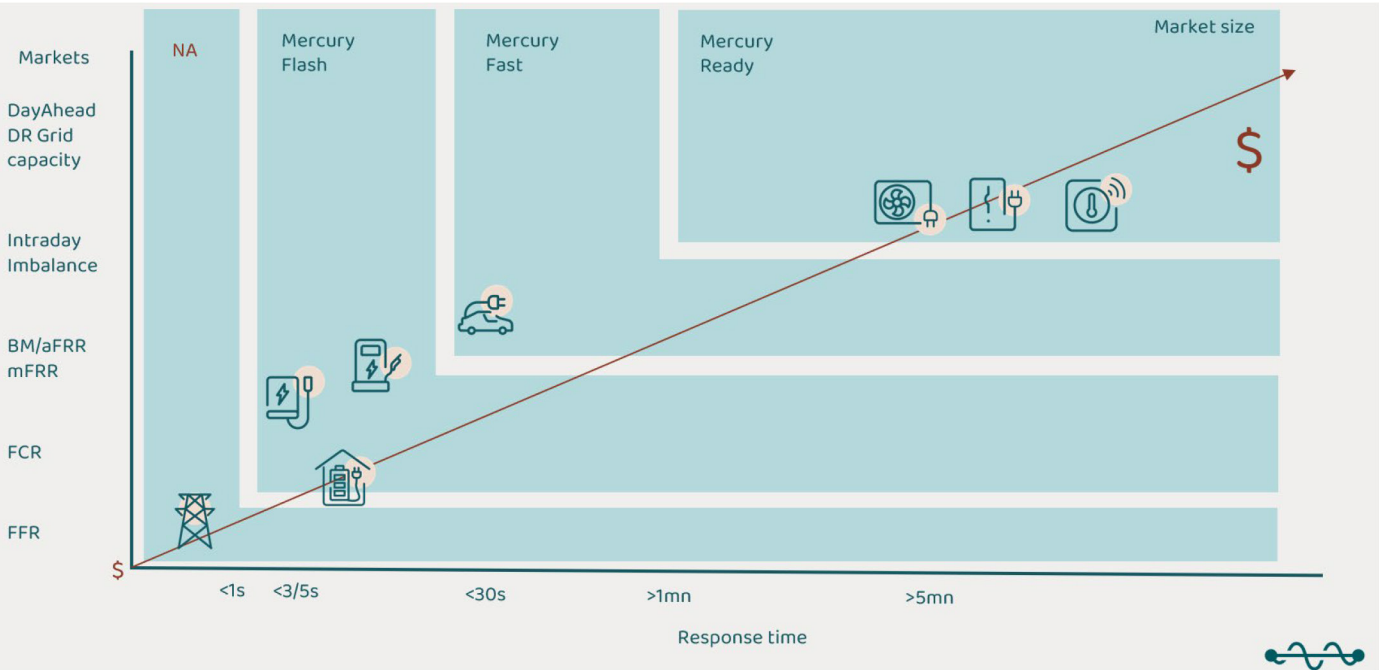 Markets
NA
Mercury
Flash
Mercury
Fast
Mercury
Ready
Market size
DayAhead
DR Grid
capacity
$
Intraday
Imbalance
BM/aFRR
mFRR
FCR
FFR
$
<1s
<3/5s
<30s
>1mn
>5mn
Response time